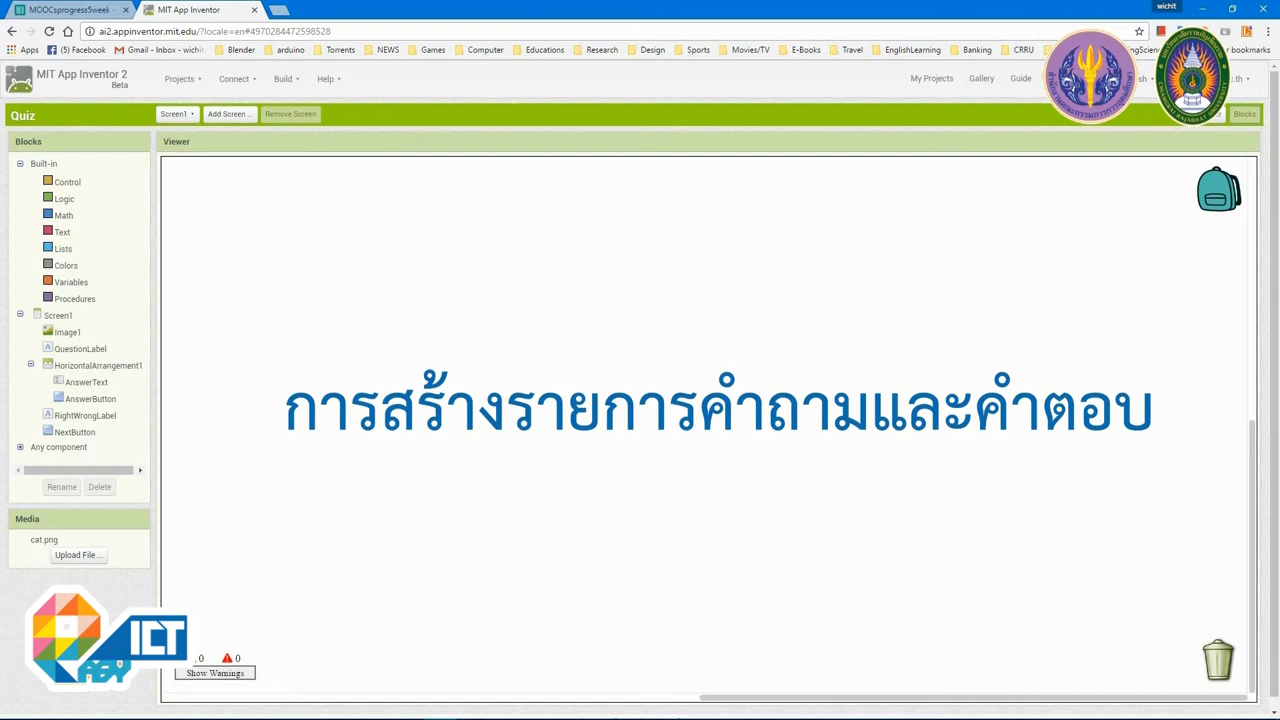 MOOCsprogress5week
MIT App Inventor
wichit
ai2.appinventor.mit.edu/?locale=en#4970284472598528
Apps
(5) Facebook
Gmail - Inbox - wichit
Blender
arduino
Torrents
NEWS
Games
Computer
Educations
Research
Design
Sports
Movies/TV
E-Books
Travel
EnglishLearning
Banking
CRRU
bookmarks
MIT App Inventor 2
Beta
Projects
Connect
Build
Help
My Projects
Gallery
Guide
Quiz
Screen1
Add Screen ...
Remove Screen
Blocks
Blocks
Viewer
Built-in
Control
Logic
Math
Text
Lists
Colors
Variables
Procedures
Screen1
Image1
QuestionLabel
HorizontalArrangement1
AnswerText
AnswerButton
RightWrongLabel
NextButton
Any component
Rename
Delete
Media
cat.png
Upload File ...
การสร้างรายการคำถามและคำตอบ
ICT
0
0
Show Warnings